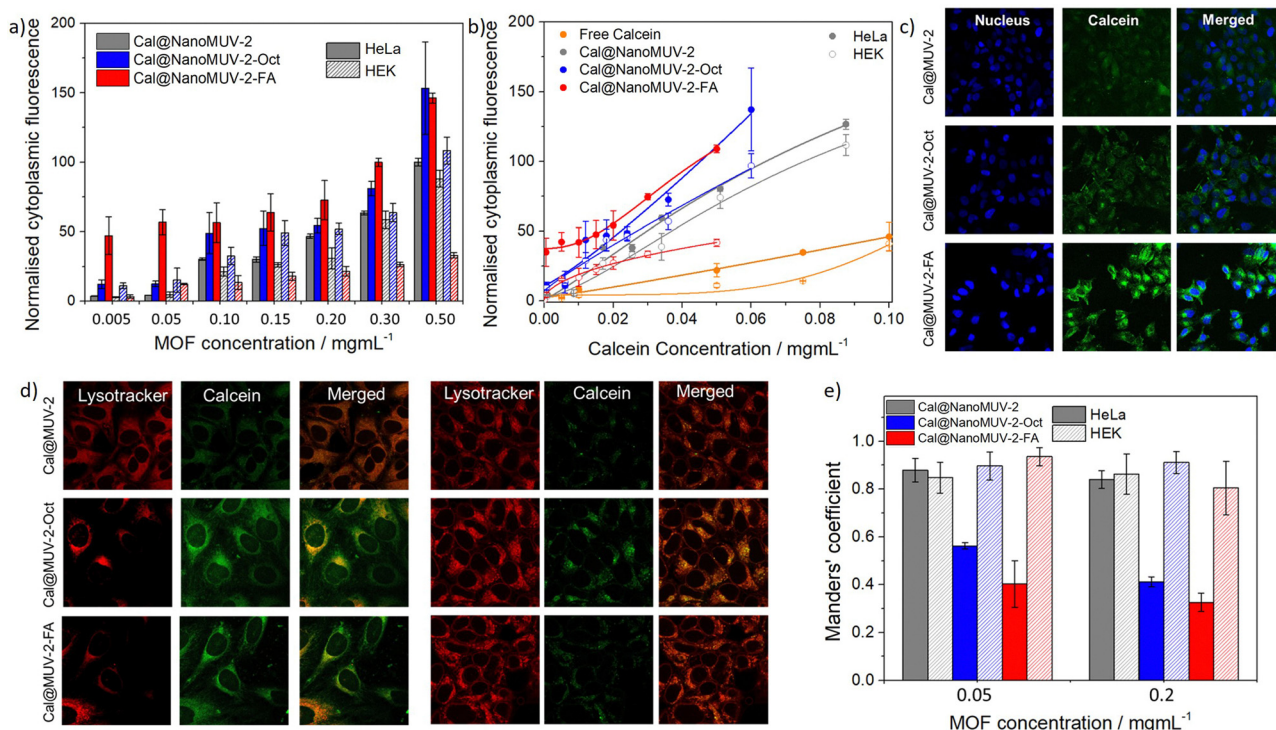 a)
Normalised cytoplasmic fluorescence
200
150
100
50
0
Cal@NanoMUV-2
Cal@NanoMUV-2-Oct
Cal@NanoMUV-2-FA
HeLa
HEK
0.005 0.05 0.10 0.15 0.20 0.30 0.50
MOF concentration / mgmL⁻¹
b)
Normalised cytoplasmic fluorescence
200
150
100
50
0
Free Calcein
Cal@NanoMUV-2
Cal@NanoMUV-2-Oct
Cal@NanoMUV-2-FA
HeLa
HEK
0.00 0.02 0.04 0.06 0.08 0.10
Calcein Concentration / mgmL⁻¹
c)
Nucleus Calcein Merged
Cal@MUV-2
Cal@MUV-2-Oct
Cal@MUV-2-FA
d)
Lysotracker Calcein Merged Lysotracker Calcein Merged
Cal@MUV-2
Cal@MUV-2-Oct
Cal@MUV-2-FA
e)
Manders' coefficient
1.0
0.8
0.6
0.4
0.2
0.0
Cal@NanoMUV-2
Cal@NanoMUV-2-Oct
Cal@NanoMUV-2-FA
HeLa
HEK
0.05 0.2
MOF concentration / mgmL⁻¹